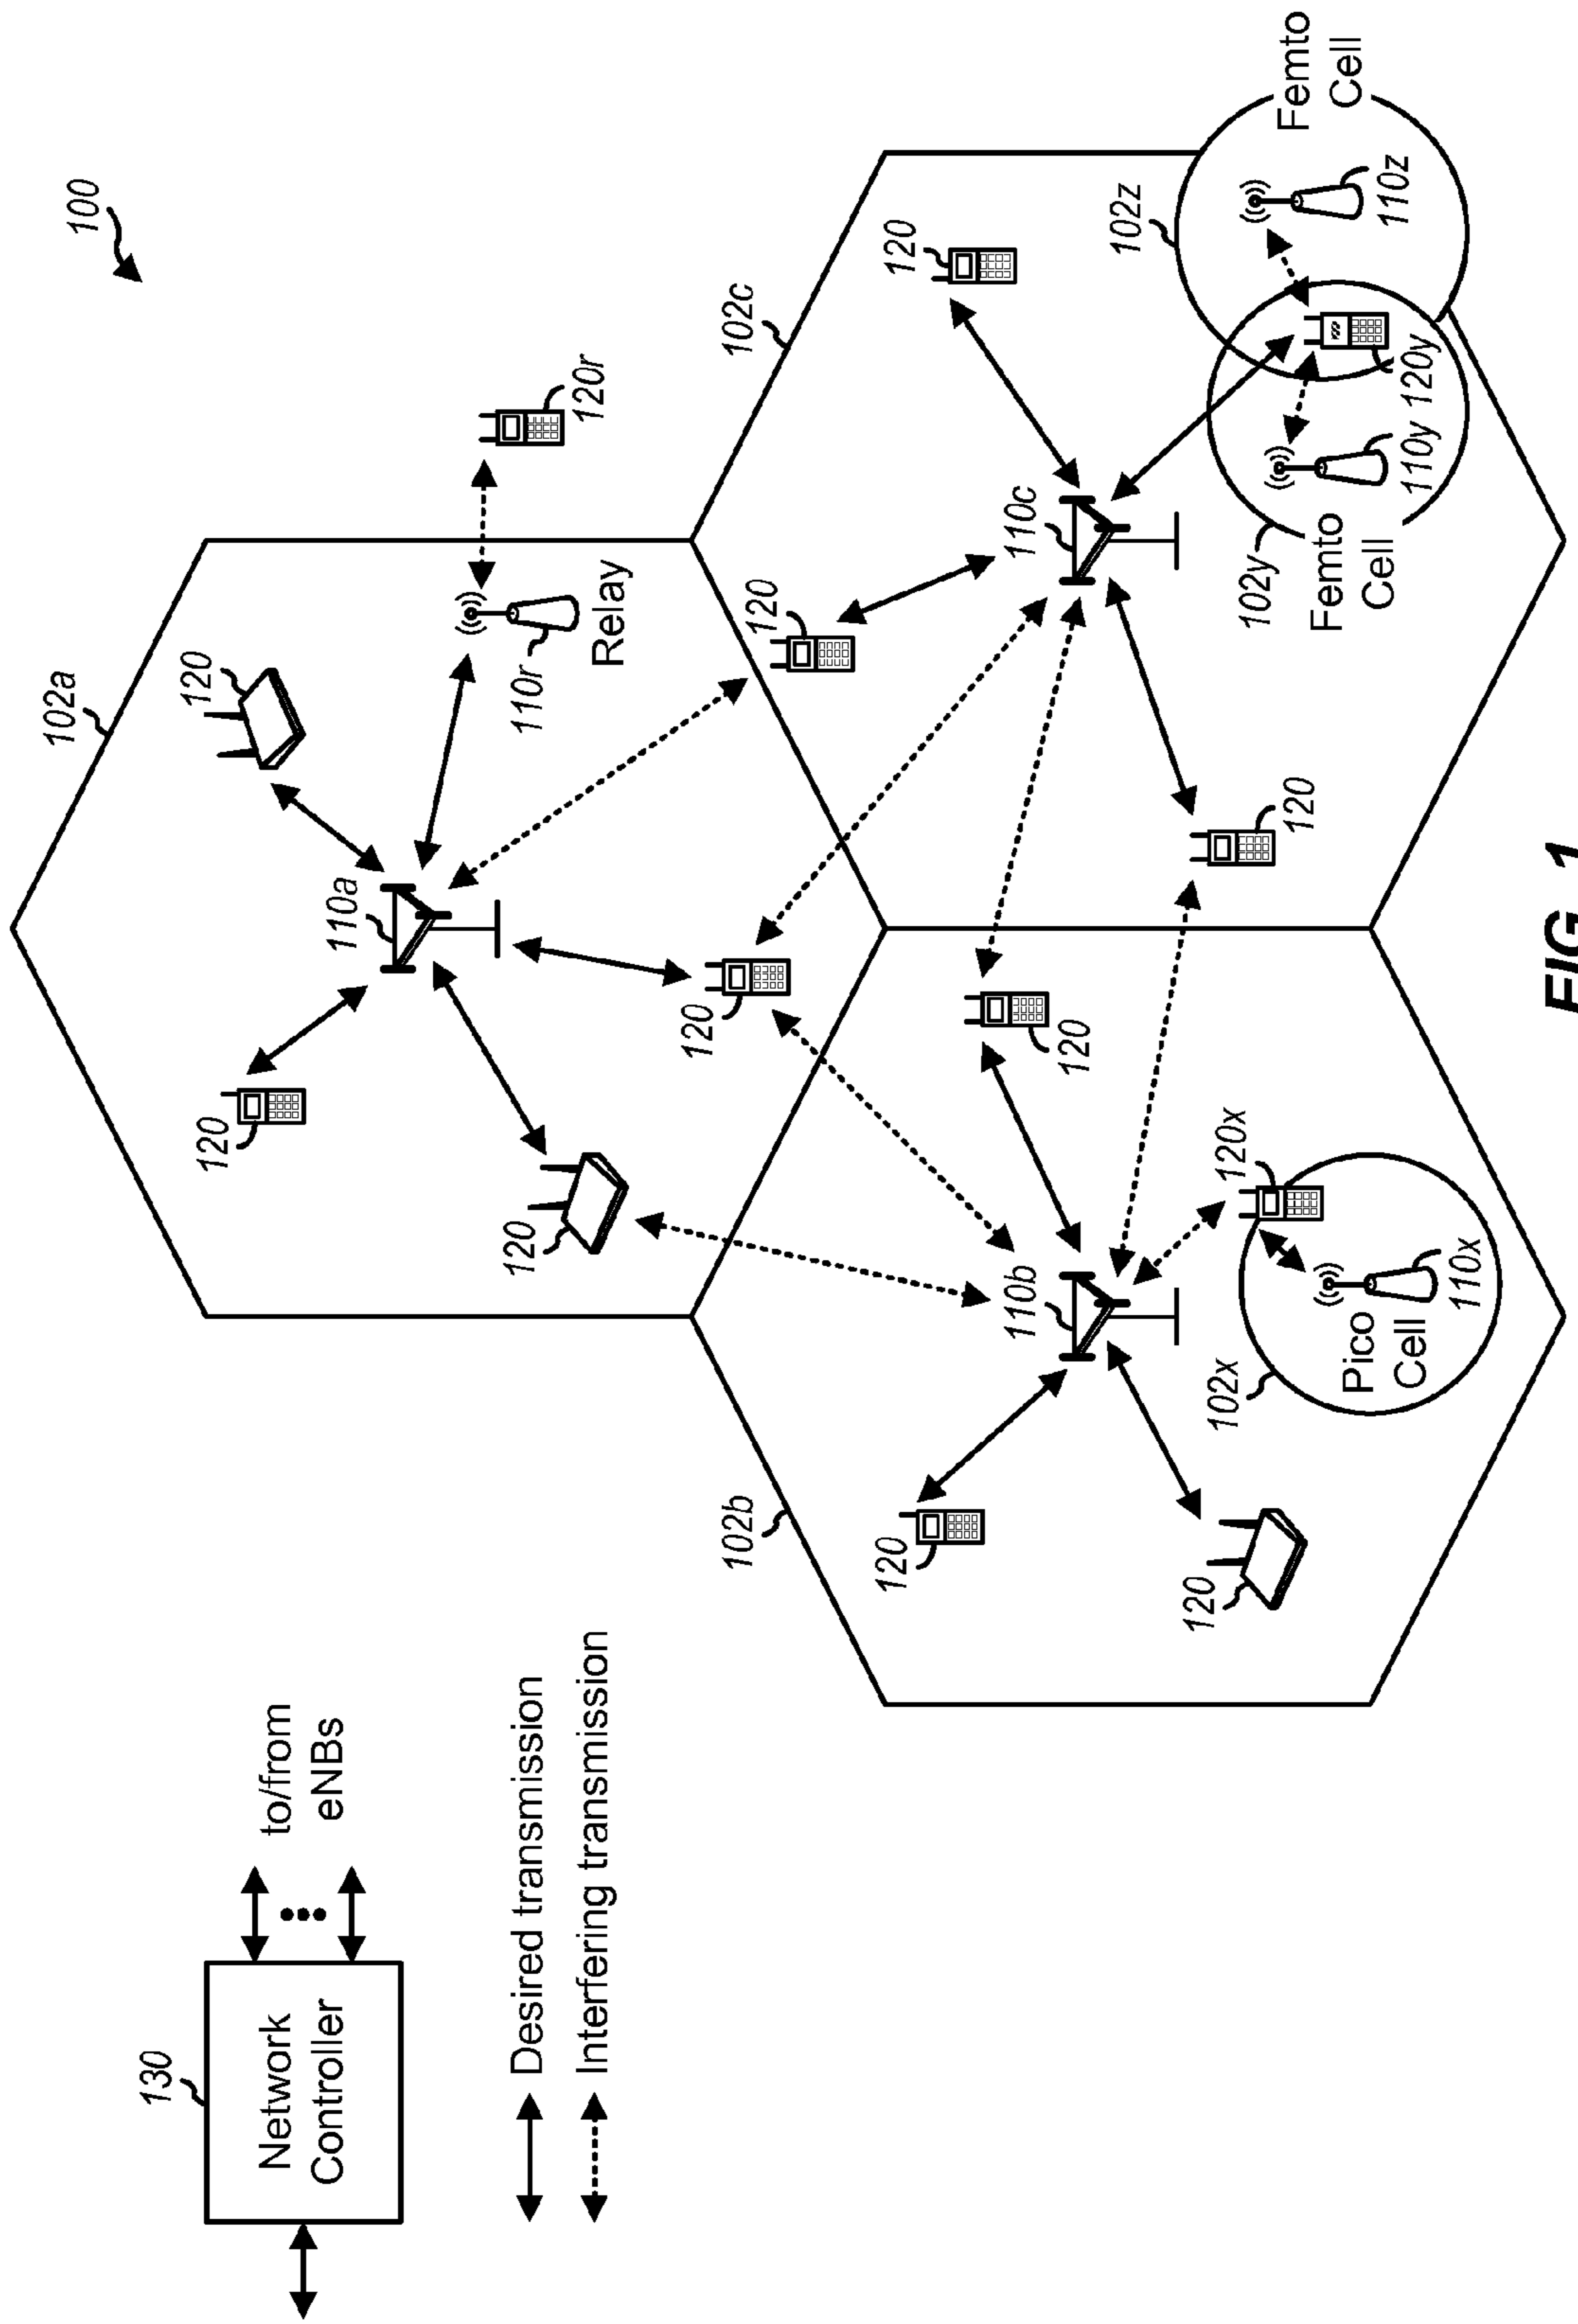 102a
100
130
120
120
Network
Controller
to/from
eNBs
110a
120
110r
Desired transmission
Interfering transmission
120r
Relay
120
102b
102c
120
120
120
110b
110c
120
102z
120
102x
120x
102y
Femto
Cell
120
Femto
Cell
Pico
Cell
110z
110y
120y
110x
FIG. 1